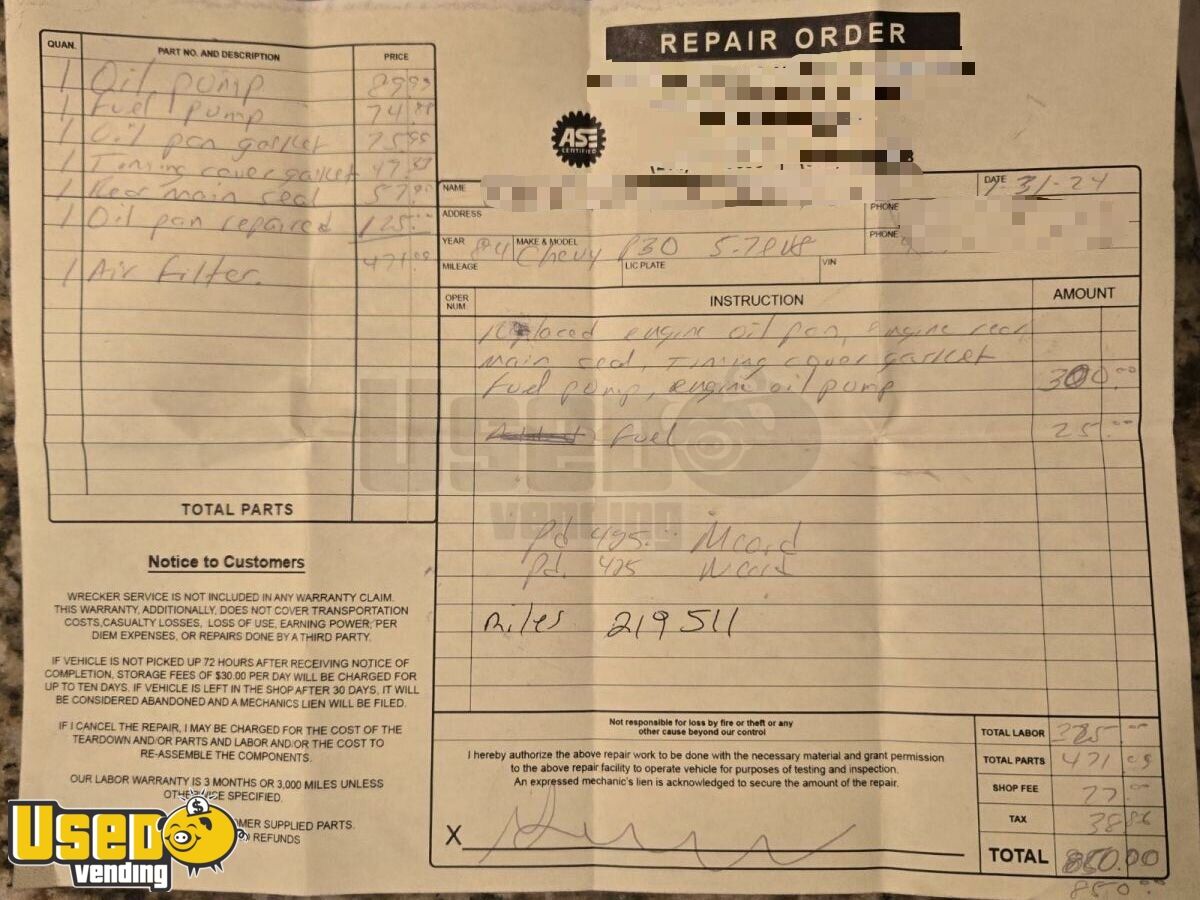 REPAIR ORDER
ASE
CERTIFIED
QUAN. PART NO. AND DESCRIPTION PRICE
1 Oil pump 89.99
1 Fuel pump 74
1 Oil pan gasket 75
1 Timing cover gasket 47
1 Rear main seal 57
1 Oil pan repaired 125.00
1 Air filter. 471.09
TOTAL PARTS
NAME
DATE 1-31-24
ADDRESS
PHONE
YEAR 84 MAKE & MODEL Chevy P30 5.7L V8
PHONE
MILEAGE LIC PLATE VIN
OPER NUM INSTRUCTION AMOUNT
Replaced engine oil pan, engine rear
main seal, Timing cover gasket
fuel pump, engine oil pump 300.00
fuel 25.00
Pd 425 Mcard
Pd. 425 Mcard
miles 219511
Notice to Customers
WRECKER SERVICE IS NOT INCLUDED IN ANY WARRANTY CLAIM.
THIS WARRANTY, ADDITIONALLY, DOES NOT COVER TRANSPORTATION
COSTS, CASUALTY LOSSES, LOSS OF USE, EARNING POWER, PER
DIEM EXPENSES, OR REPAIRS DONE BY A THIRD PARTY.
IF VEHICLE IS NOT PICKED UP 72 HOURS AFTER RECEIVING NOTICE OF
COMPLETION, STORAGE FEES OF $30.00 PER DAY WILL BE CHARGED FOR
UP TO TEN DAYS. IF VEHICLE IS LEFT IN THE SHOP AFTER 30 DAYS, IT WILL
BE CONSIDERED ABANDONED AND A MECHANICS LIEN WILL BE FILED.
IF I CANCEL THE REPAIR, I MAY BE CHARGED FOR THE COST OF THE
TEARDOWN AND/OR PARTS AND LABOR AND/OR THE COST TO
RE-ASSEMBLE THE COMPONENTS.
OUR LABOR WARRANTY IS 3 MONTHS OR 3,000 MILES UNLESS
SPECIFIED.
SUPPLIED PARTS.
REFUNDS
Not responsible for loss by fire or theft or any
other cause beyond our control
I hereby authorize the above repair work to be done with the necessary material and grant permission
to the above repair facility to operate vehicle for purposes of testing and inspection.
An expressed mechanic's lien is acknowledged to secure the amount of the repair.
X
TOTAL LABOR 325.00
TOTAL PARTS 471.09
SHOP FEE
TAX 38.86
TOTAL 850.00
850.00
USED
vending
USED
vending